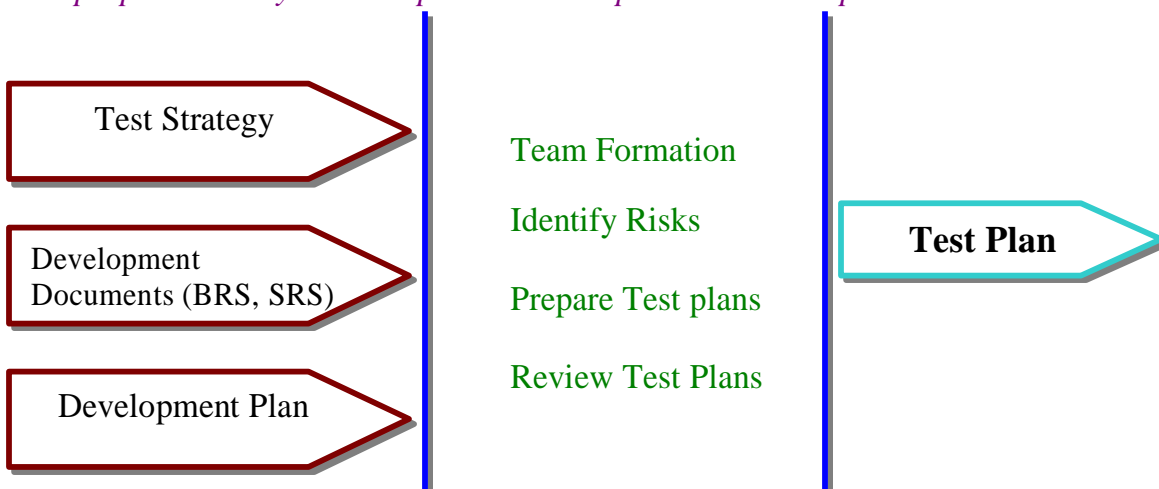 Test Strategy
Development
Documents (BRS, SRS)
Development Plan
Team Formation
Identify Risks
Prepare Test plans
Review Test Plans
Test Plan